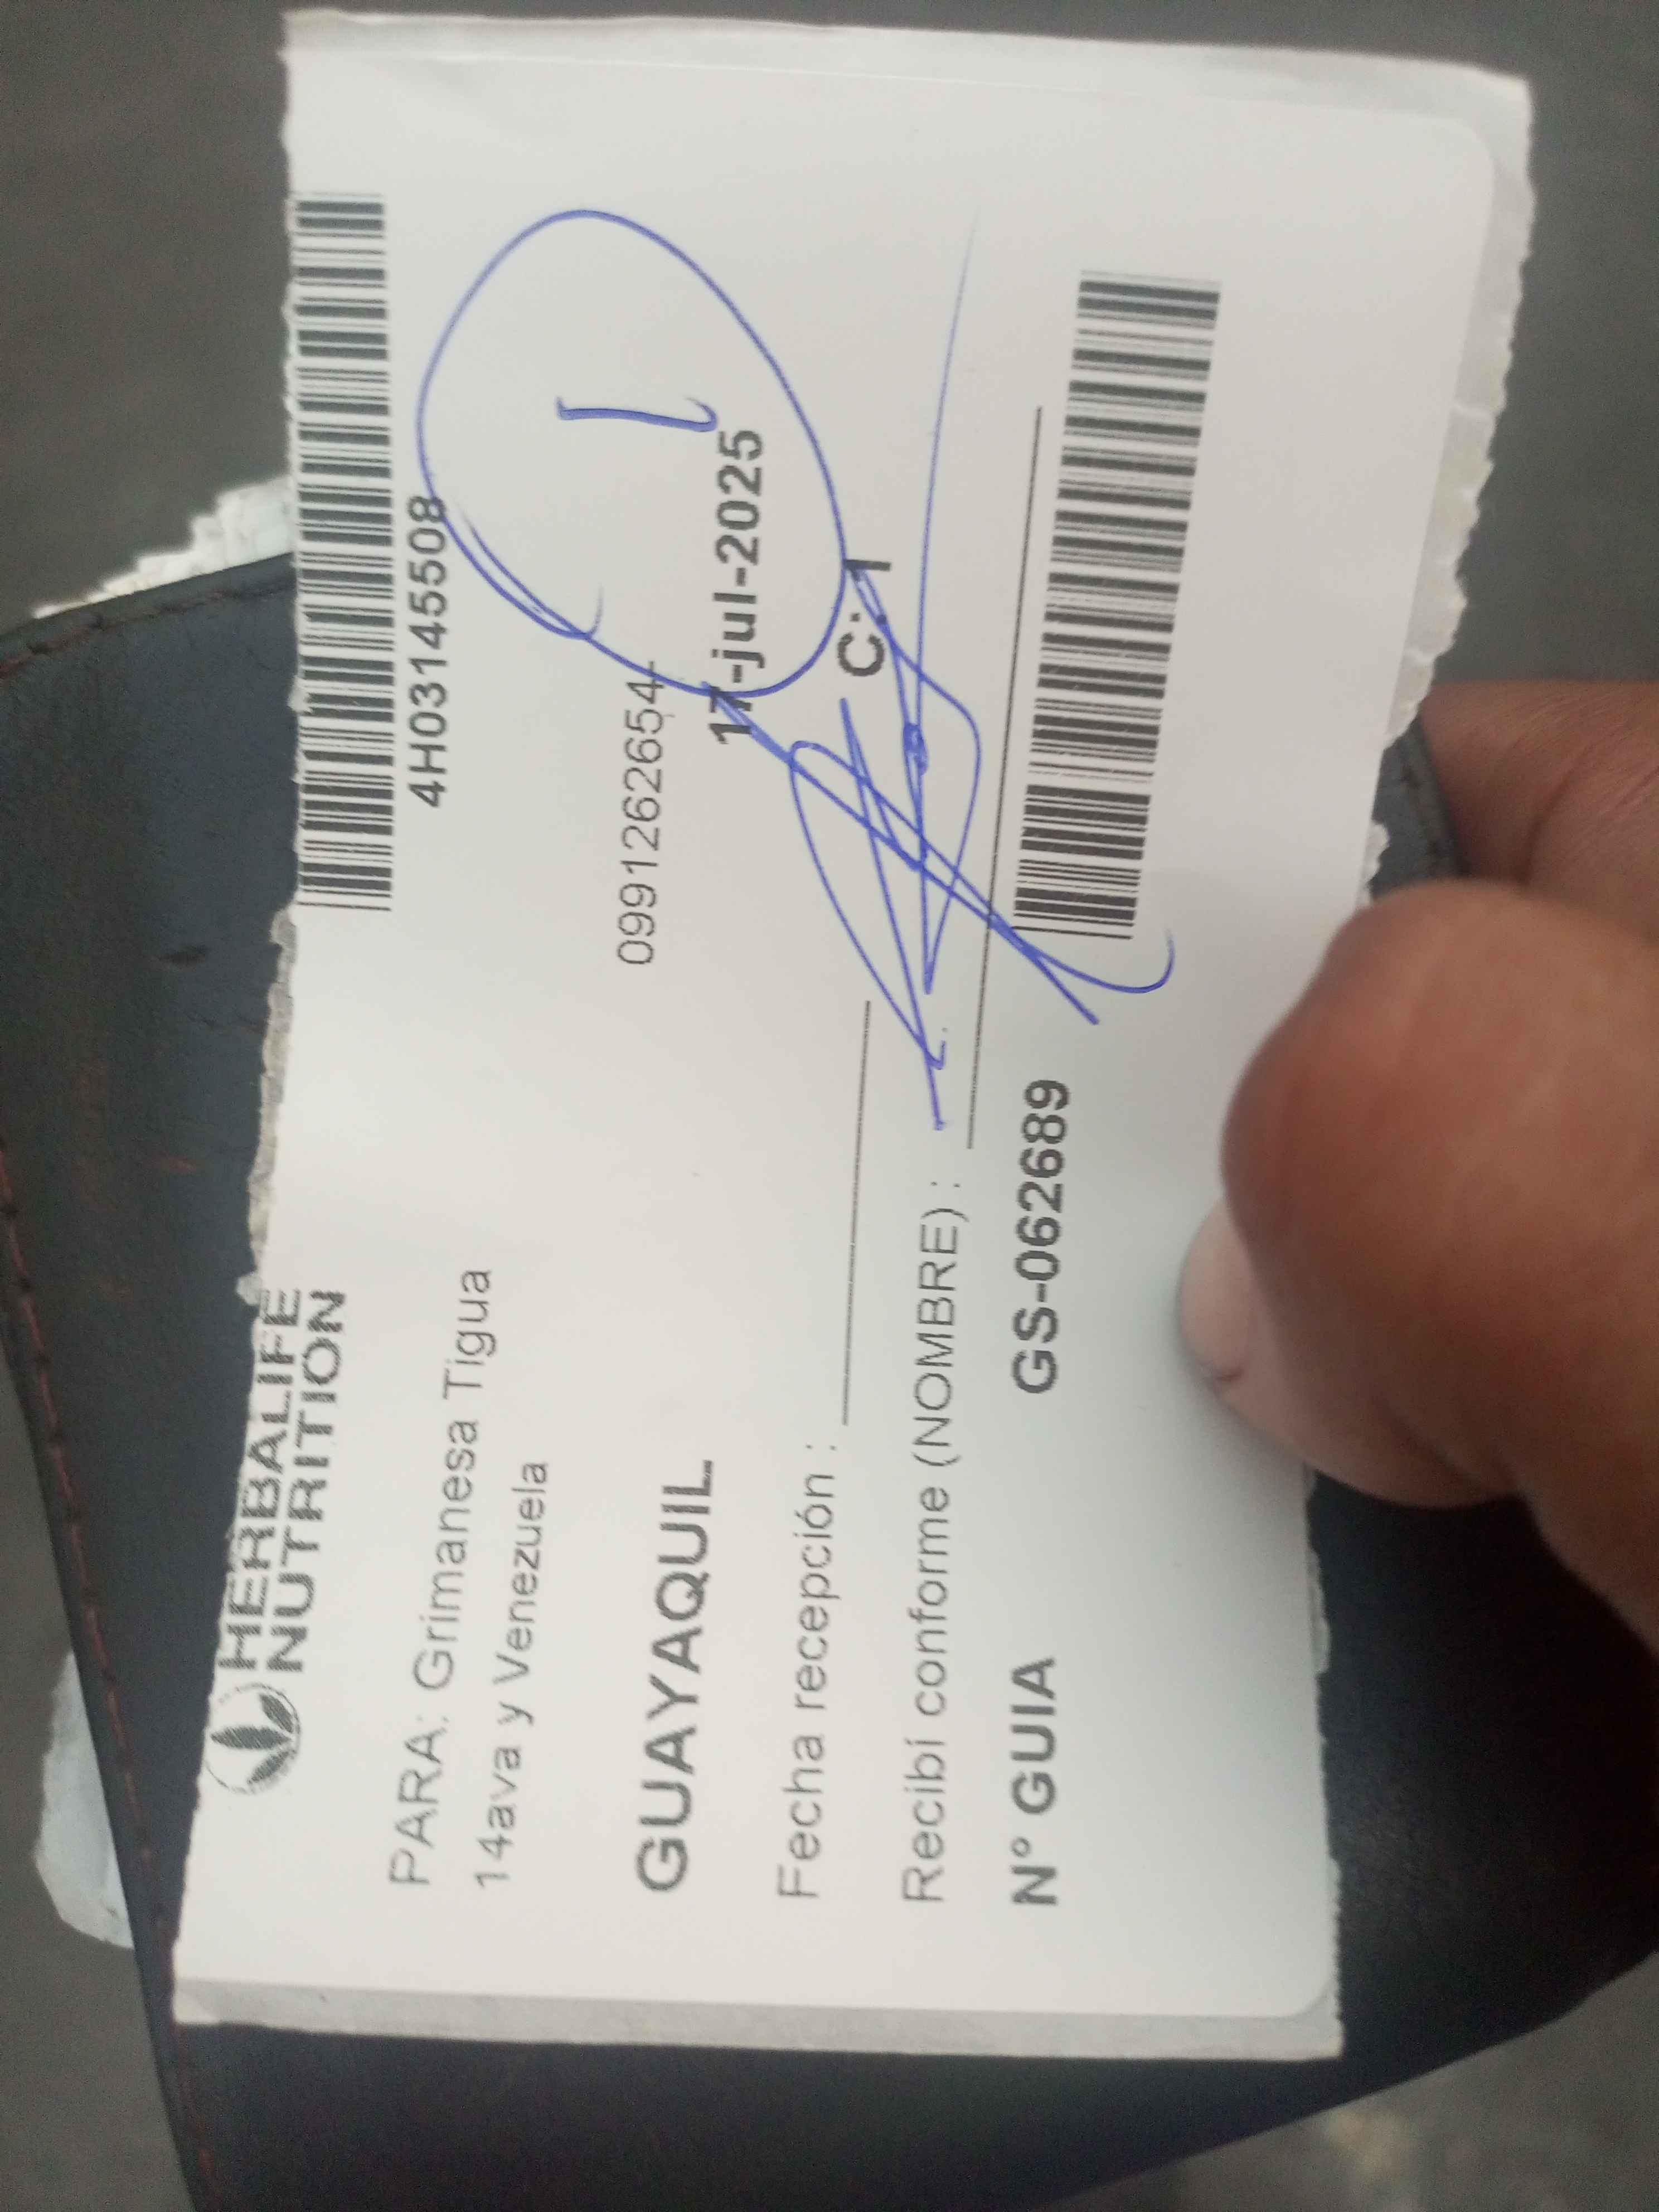 HERBALIFE
NUTRITION
4H03145508
PARA: Grimanesa Tigua
14ava y Venezuela
0991262654
GUAYAQUIL
17-jul-2025
1
Fecha recepción :
C: 1
Recibí conforme (NOMBRE) :
N° GUIA GS-062689